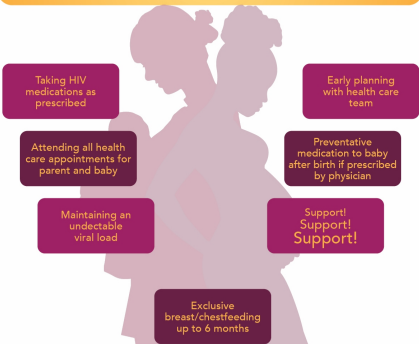 Taking HIV
medications as
prescribed
Early planning
with health care
team
Attending all health
care appointments for
parent and baby
Preventative
medication to baby
after birth if prescribed
by physician
Maintaining an
undectable
viral load
Support!
Support!
Support!
Exclusive
breast/chestfeeding
up to 6 months